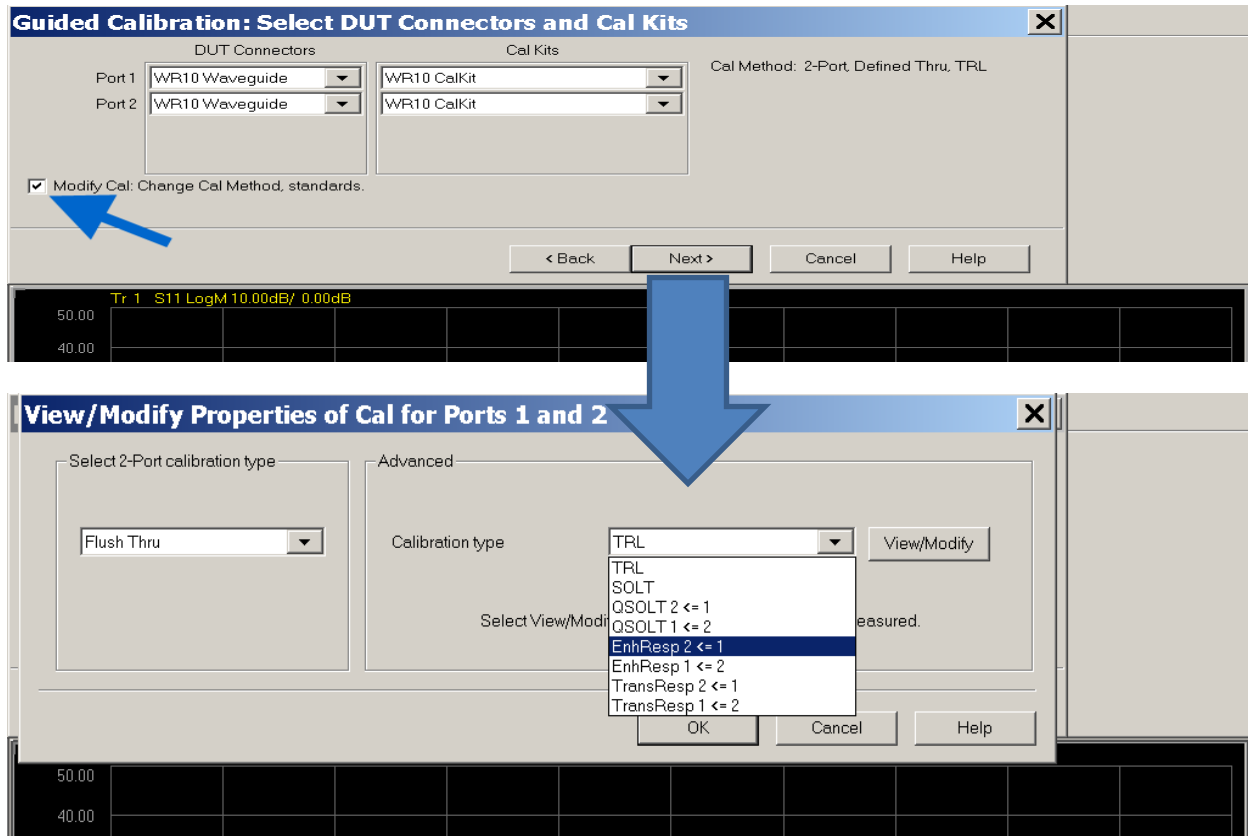 Guided Calibration: Select DUT Connectors and Cal Kits
DUT Connectors Cal Kits
Cal Method: 2-Port, Defined Thru, TRL
Port 1 WR10 Waveguide WR10 CalKit
Port 2 WR10 Waveguide WR10 CalKit
Modify Cal: Change Cal Method, standards.
< Back Next > Cancel Help
Tr 1 S11 LogM 10.00dB/ 0.00dB
50.00
40.00
View/Modify Properties of Cal for Ports 1 and 2
Select 2-Port calibration type Advanced
Flush Thru Calibration type TRL View/Modify
TRL
SOLT
QSOLT 2 <= 1
Select View/Modi
QSOLT 1 <= 2
easured.
EnhResp 2 <= 1
EnhResp 1 <= 2
TransResp 2 <= 1
TransResp 1 <= 2
OK Cancel Help
50.00
40.00